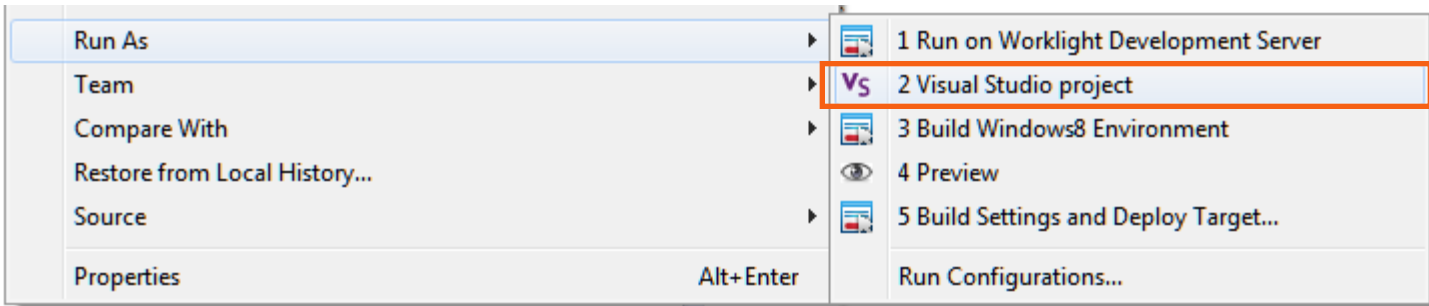 Run As
Team
Compare With
Restore from Local History...
Source
Properties Alt+Enter
1 Run on Worklight Development Server
VS 2 Visual Studio project
3 Build Windows8 Environment
4 Preview
5 Build Settings and Deploy Target...
Run Configurations...